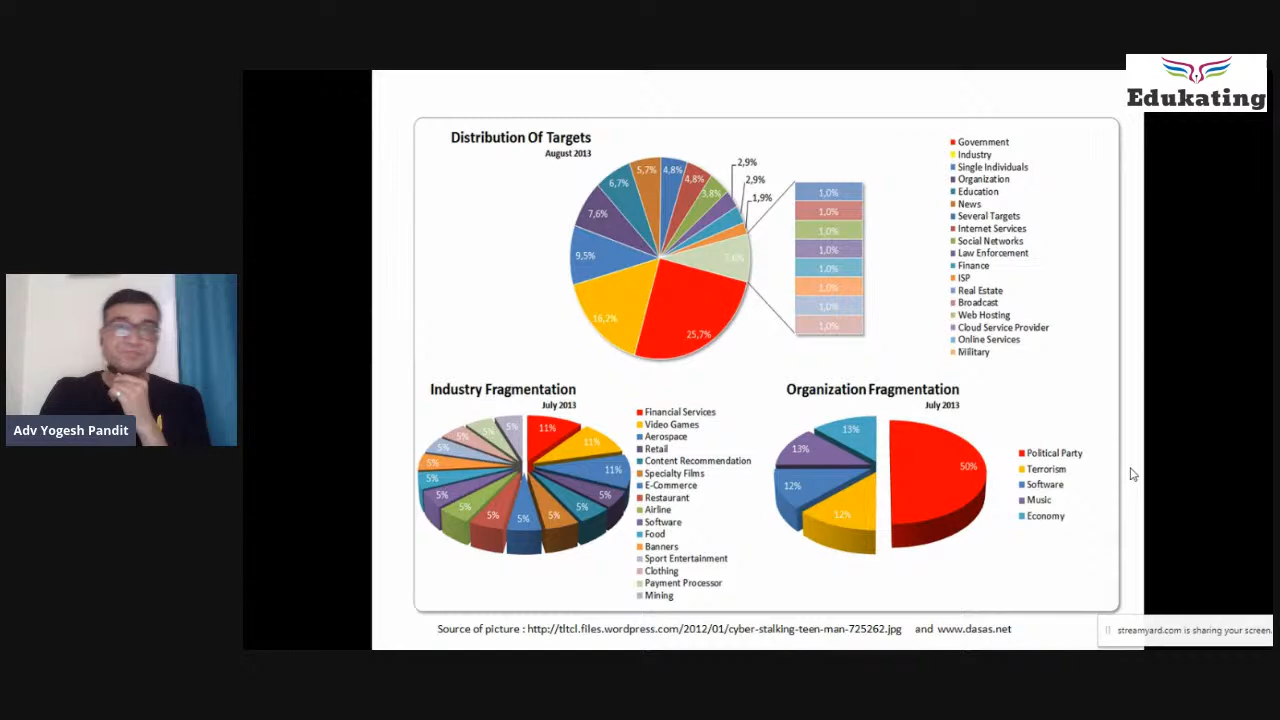 Edukating
Distribution Of Targets
August 2013
5,7%
4,8%
4,8%
3,8%
2,9%
2,9%
1,9%
6,7%
7,6%
9,5%
16,2%
25,7%
7,6%
1,0%
1,0%
1,0%
1,0%
1,0%
1,0%
1,0%
1,0%
Government
Industry
Single Individuals
Organization
Education
News
Several Targets
Internet Services
Social Networks
Law Enforcement
Finance
ISP
Real Estate
Broadcast
Web Hosting
Cloud Service Provider
Online Services
Military
Adv Yogesh Pandit
Industry Fragmentation
July 2013
11%
11%
11%
5%
5%
5%
5%
5%
5%
5%
5%
5%
5%
5%
5%
5%
Financial Services
Video Games
Aerospace
Retail
Content Recommendation
Specialty Films
E-Commerce
Restaurant
Airline
Software
Food
Banners
Sport Entertainment
Clothing
Payment Processor
Mining
Organization Fragmentation
July 2013
13%
13%
12%
12%
50%
Political Party
Terrorism
Software
Music
Economy
Source of picture : http://tltcl.files.wordpress.com/2012/01/cyber-stalking-teen-man-725262.jpg and www.dasas.net
streamyard.com is sharing your screen.